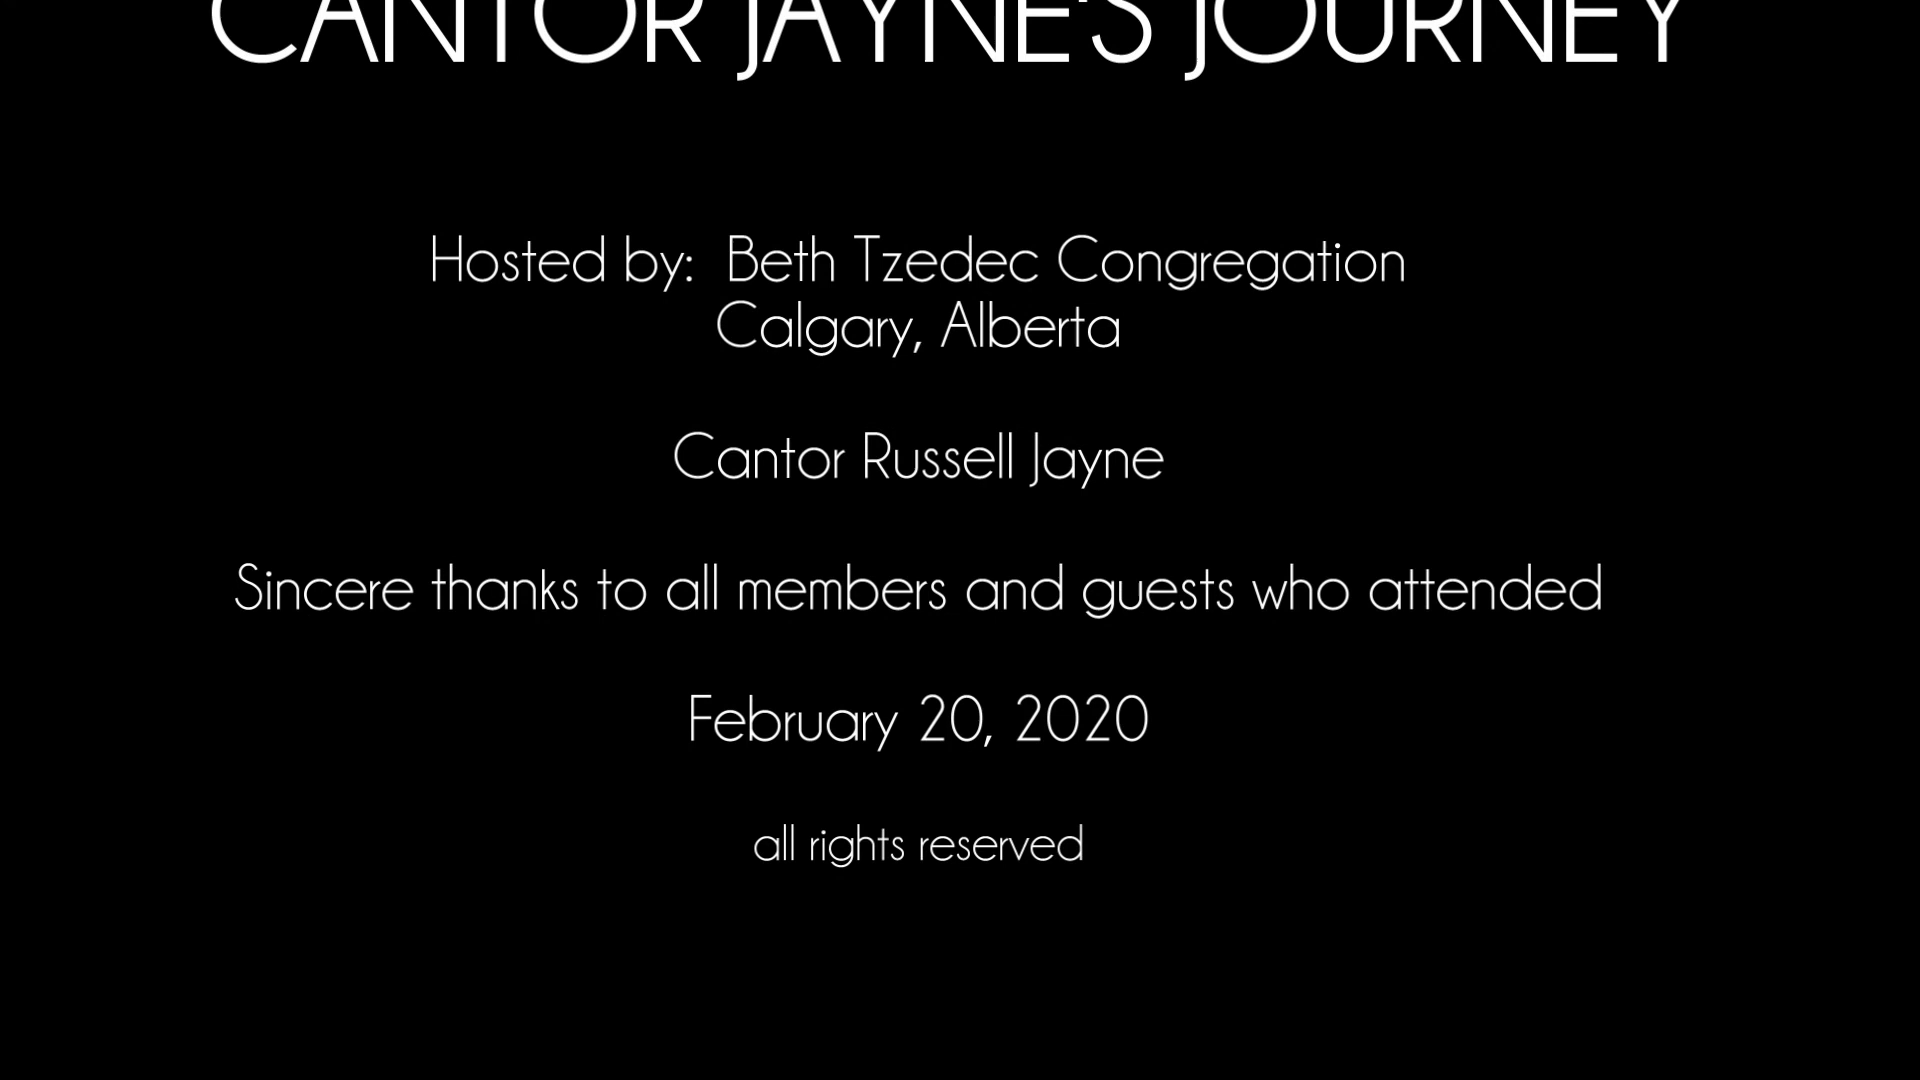 CANTOR JAYNE'S JOURNEY
Hosted by: Beth Tzedec Congregation
Calgary, Alberta
Cantor Russell Jayne
Sincere thanks to all members and guests who attended
February 20, 2020
all rights reserved